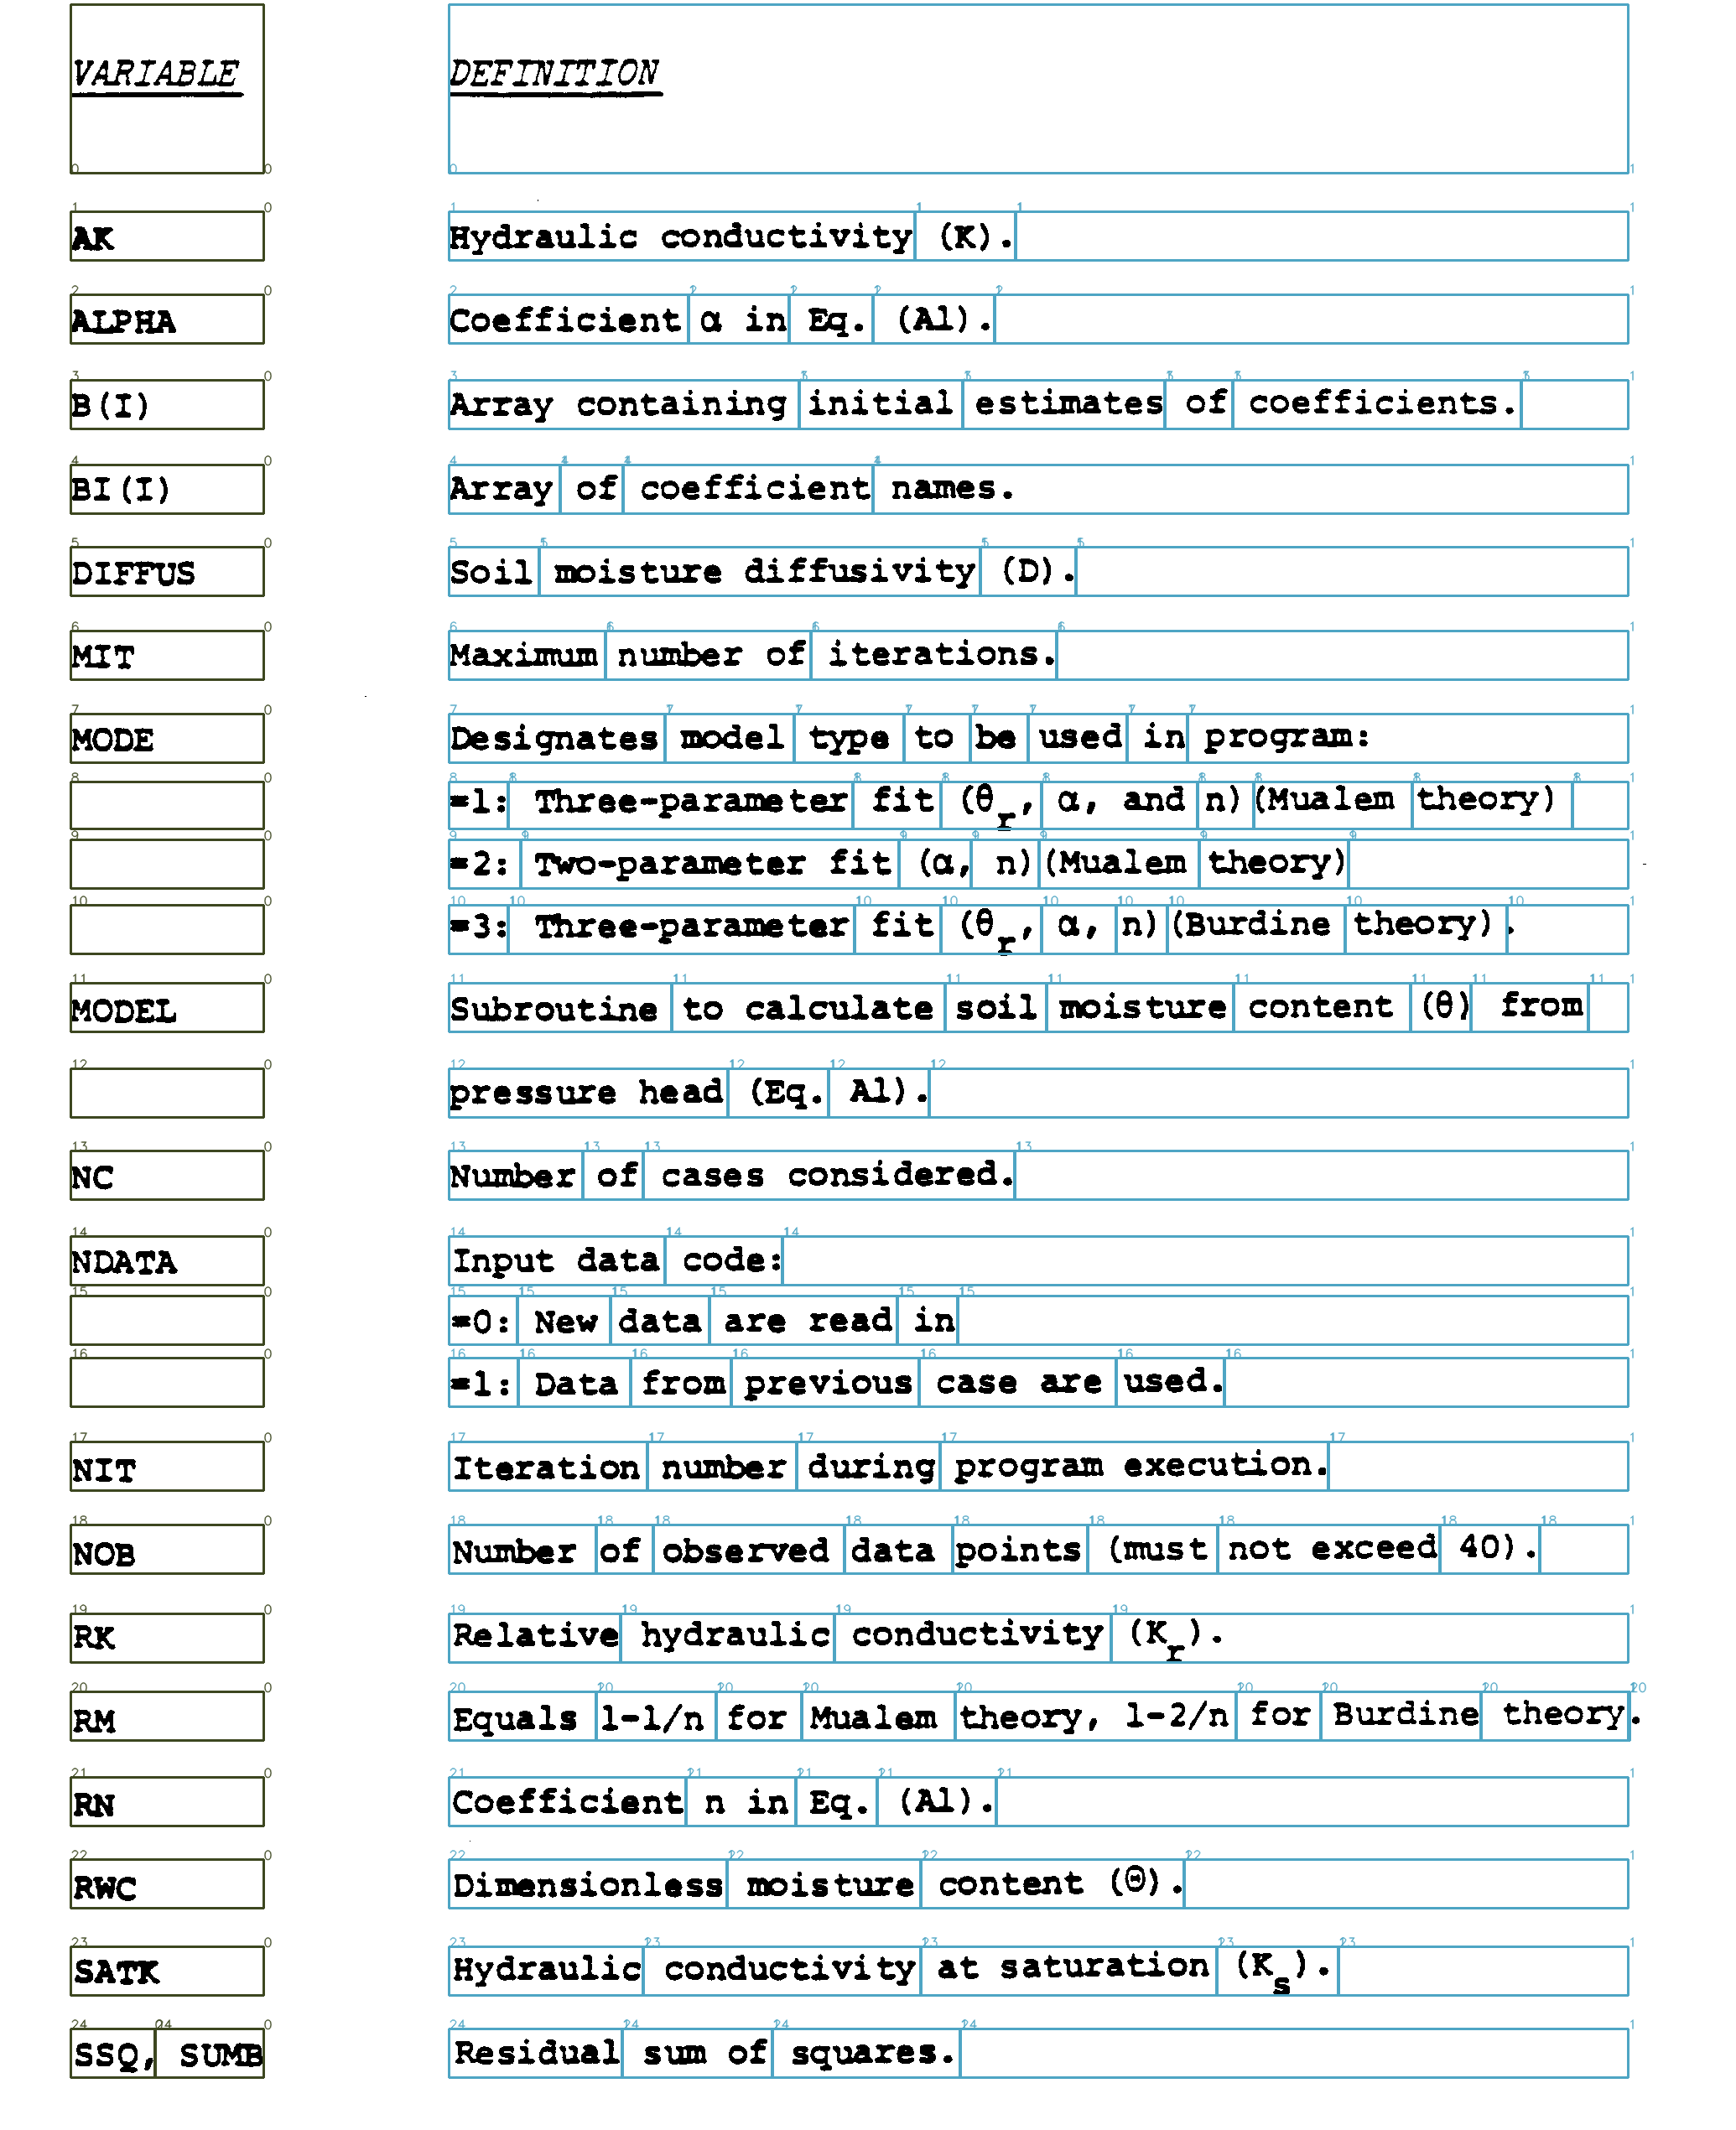 VARIABLE DEFINITION
AK Hydraulic conductivity (K).
ALPHA Coefficient α in Eq. (A1).
B(I) Array containing initial estimates of coefficients.
BI(I) Array of coefficient names.
DIFFUS Soil moisture diffusivity (D).
MIT Maximum number of iterations.
MODE Designates model type to be used in program:
=1: Three-parameter fit (θr, α, and n) (Mualem theory)
=2: Two-parameter fit (α, n) (Mualem theory)
=3: Three-parameter fit (θr, α, n) (Burdine theory).
MODEL Subroutine to calculate soil moisture content (θ) from
pressure head (Eq. A1).
NC Number of cases considered.
NDATA Input data code:
=0: New data are read in
=1: Data from previous case are used.
NIT Iteration number during program execution.
NOB Number of observed data points (must not exceed 40).
RK Relative hydraulic conductivity (Kr).
RM Equals 1-1/n for Mualem theory, 1-2/n for Burdine theory.
RN Coefficient n in Eq. (A1).
RWC Dimensionless moisture content (Θ).
SATK Hydraulic conductivity at saturation (Ks).
SSQ, SUMB Residual sum of squares.